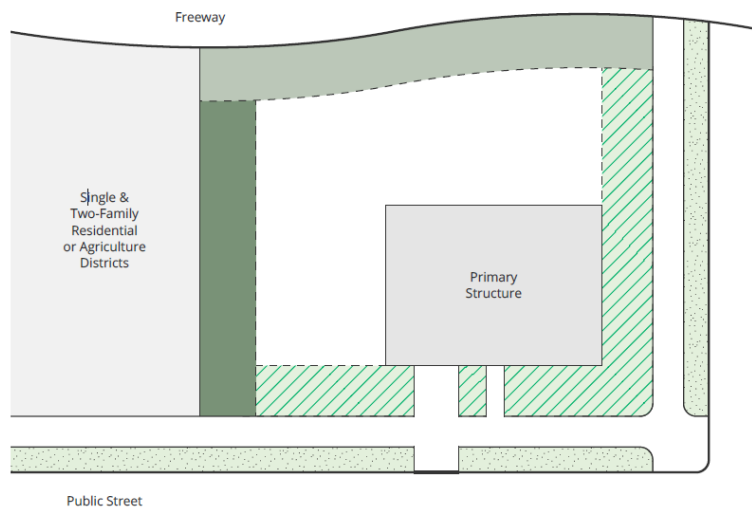 Freeway
Single &
Two-Family
Residential
or Agriculture
Districts
Primary
Structure
Public Street